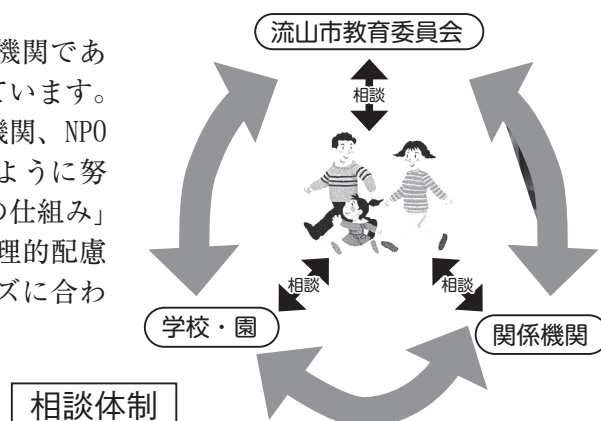 機関であ
ています。
機関、NPO
ように努
の仕組み」
理的配慮
ズに合わ
流山市教育委員会
相談
相談
相談
学校・園
関係機関
相談体制